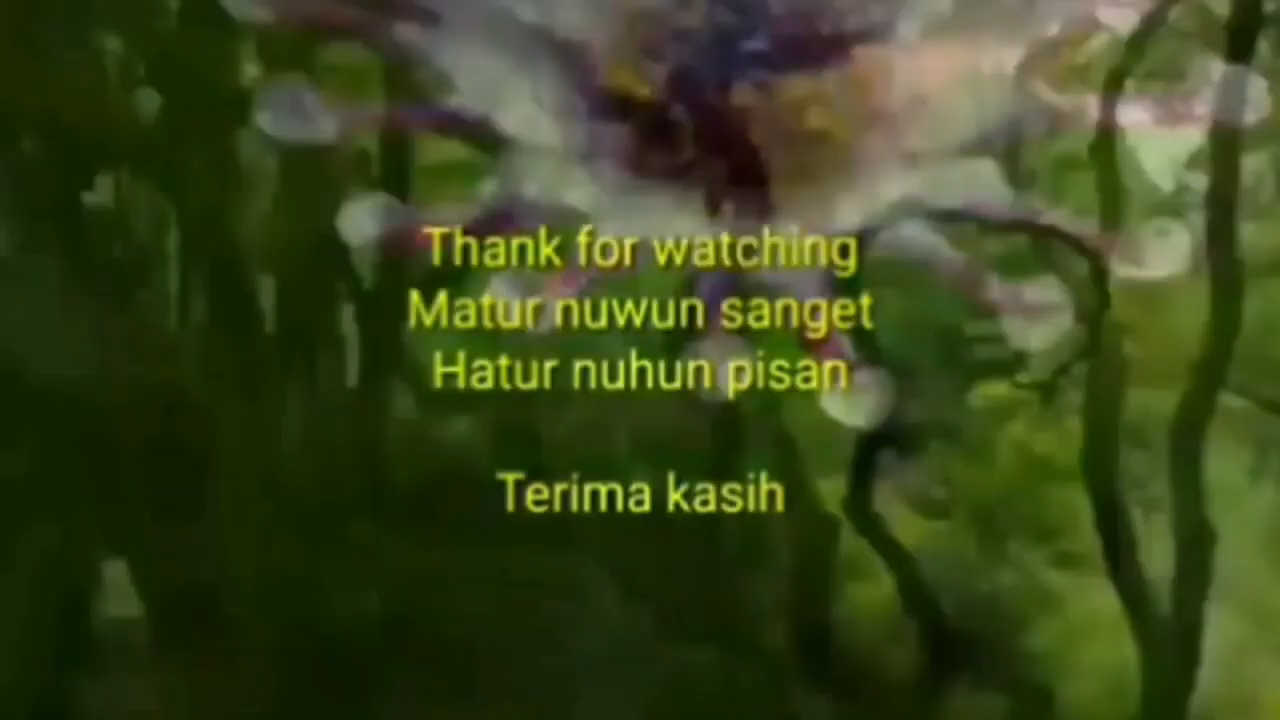 Thank for watching
Matur nuwun sanget
Hatur nuhun pisan
Terima kasih